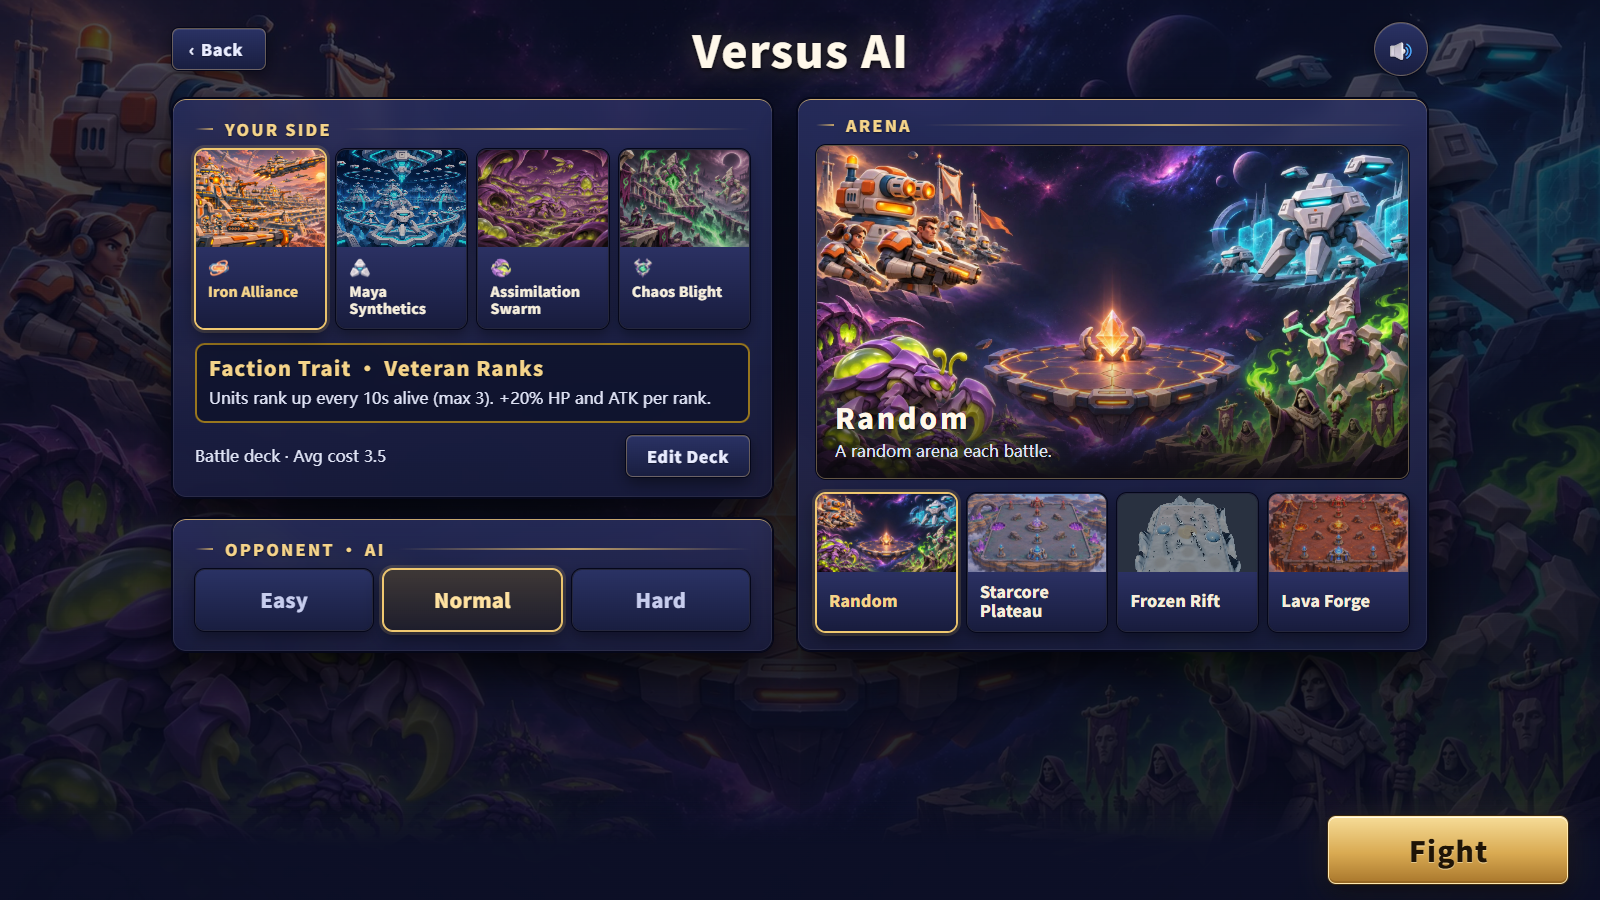 ‹ Back
Versus AI
YOUR SIDE
Iron Alliance
Maya
Synthetics
Assimilation
Swarm
Chaos Blight
Faction Trait • Veteran Ranks
Units rank up every 10s alive (max 3). +20% HP and ATK per rank.
Battle deck · Avg cost 3.5
Edit Deck
OPPONENT • AI
Easy
Normal
Hard
ARENA
Random
A random arena each battle.
Random
Starcore
Plateau
Frozen Rift
Lava Forge
Fight